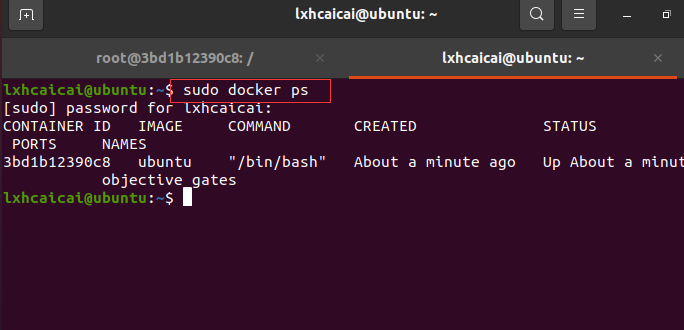 lxhcaicai@ubuntu: ~
root@3bd1b12390c8: /
lxhcaicai@ubuntu: ~
lxhcaicai@ubuntu:~$ sudo docker ps
[sudo] password for lxhcaicai:
CONTAINER ID   IMAGE     COMMAND       CREATED              STATUS
 PORTS     NAMES
3bd1b12390c8   ubuntu    "/bin/bash"   About a minute ago   Up About a minut
           objective_gates
lxhcaicai@ubuntu:~$